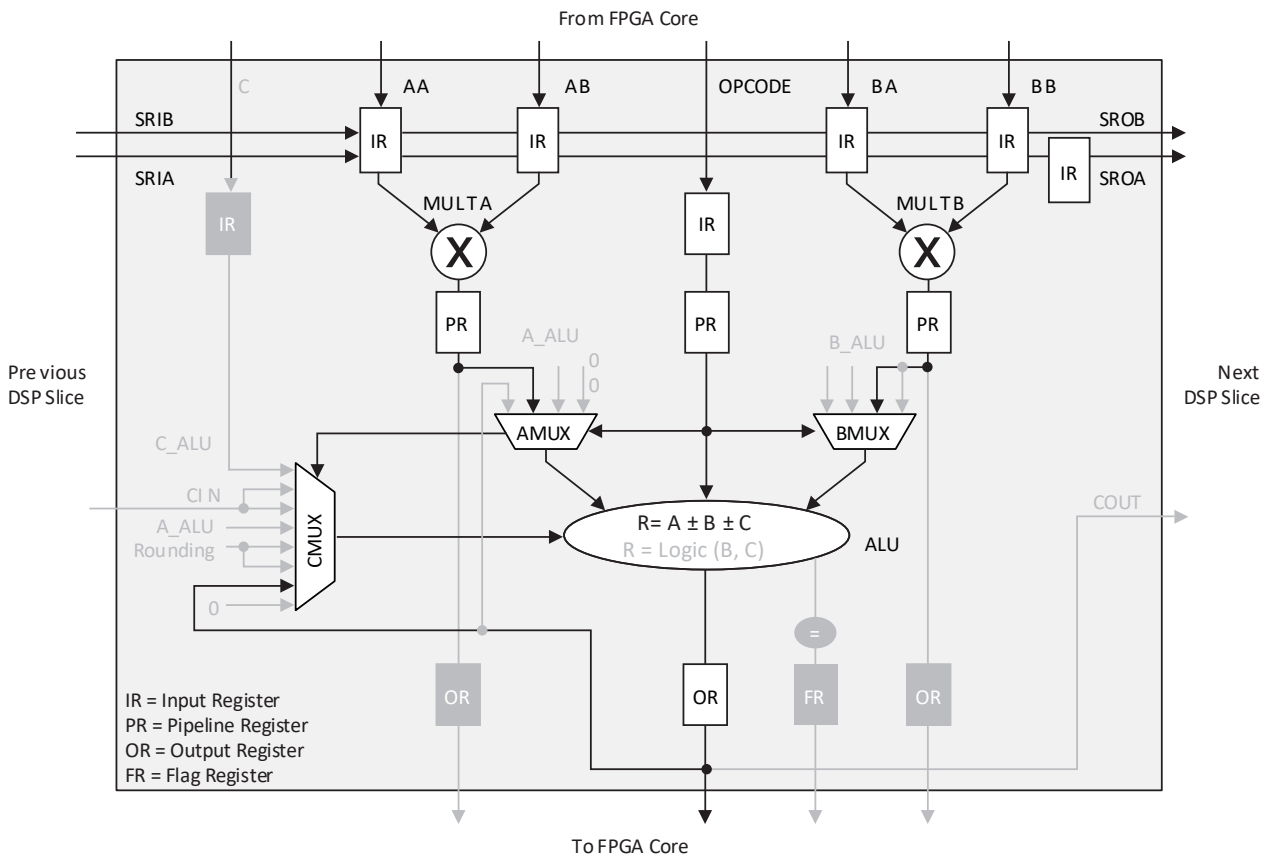 From FPGA Core
C
AA
AB
OPCODE
BA
BB
SRIB
SROB
IR
IR
IR
IR
SRIA
IR
SROA
IR
MULTA
IR
MULTB
X
X
PR
PR
PR
A_ALU
0
0
B_ALU
Previous
DSP Slice
Next
DSP Slice
AMUX
BMUX
C_ALU
CIN
A_ALU
Rounding
0
CMUX
R= A ± B ± C
R = Logic (B, C)
ALU
COUT
=
OR
OR
FR
OR
IR = Input Register
PR = Pipeline Register
OR = Output Register
FR = Flag Register
To FPGA Core